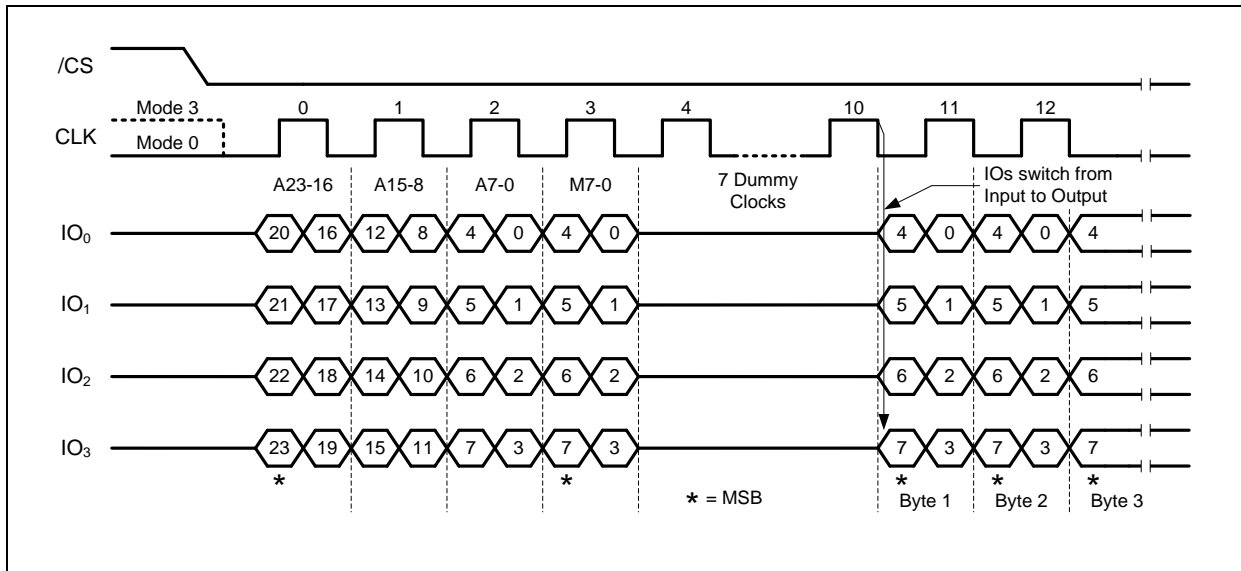 /CS
Mode 3 0 1 2 3 4 10 11 12
CLK Mode 0
A23-16 A15-8 A7-0 M7-0 7 Dummy Clocks IOs switch from Input to Output
IO0 20 16 12 8 4 0 4 0 4 0 4 0 4
IO1 21 17 13 9 5 1 5 1 5 1 5 1 5
IO2 22 18 14 10 6 2 6 2 6 2 6 2 6
IO3 23 19 15 11 7 3 7 3 7 3 7 3 7
* * * * *
* = MSB Byte 1 Byte 2 Byte 3